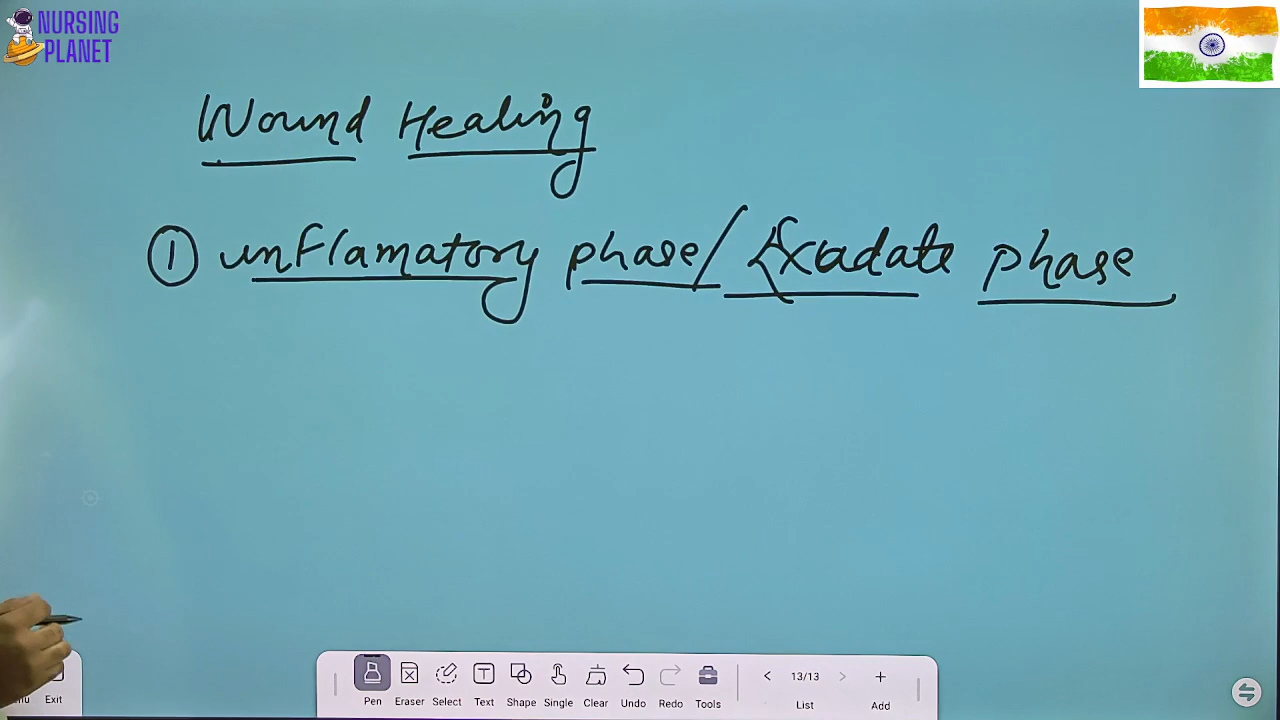 NURSING
PLANET
Wound Healing
① inflamatory phase/ Exudate phase
Exit
Pen Eraser Select Text Shape Single Clear Undo Redo Tools
13/13
List
Add